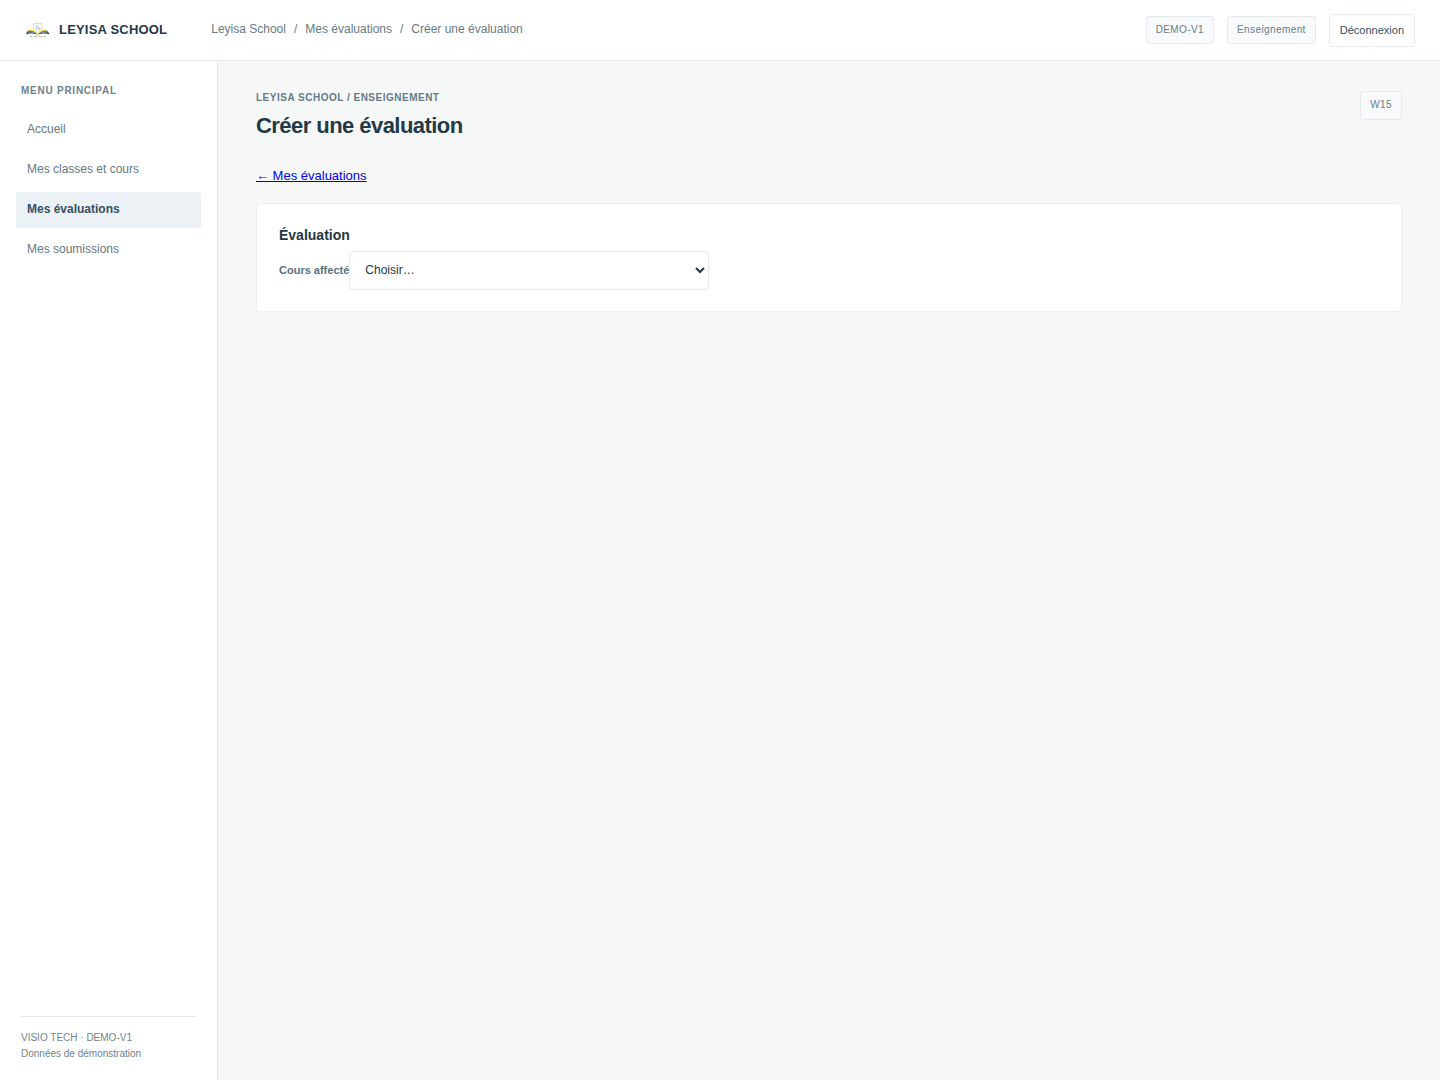 LEYISA SCHOOL
Leyisa School / Mes évaluations / Créer une évaluation
DEMO-V1
Enseignement
Déconnexion
MENU PRINCIPAL
Accueil
Mes classes et cours
Mes évaluations
Mes soumissions
LEYISA SCHOOL / ENSEIGNEMENT
W15
Créer une évaluation
← Mes évaluations
Évaluation
Cours affecté
Choisir…
VISIO TECH · DEMO-V1
Données de démonstration